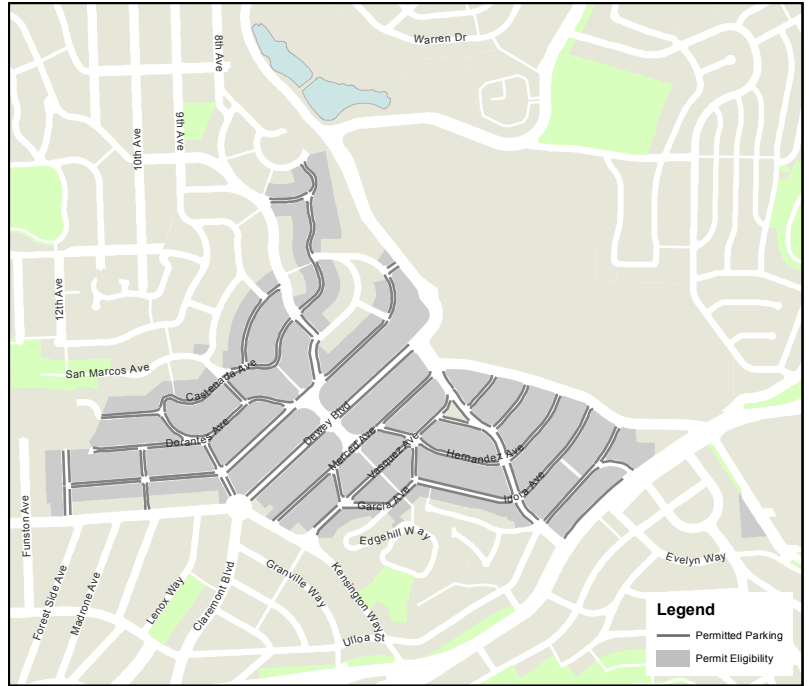 Warren Dr
8th Ave
9th Ave
10th Ave
12th Ave
San Marcos Ave
Castenada Ave
Dorantes Ave
Dewey Blvd
Merced Ave
Vasquez Ave
Hernandez Ave
Garcia Ave
Idora Ave
Edgehill Way
Funston Ave
Forest Side Ave
Madrone Ave
Lenox Way
Claremont Blvd
Granville Way
Kensington Way
Ulloa St
Evelyn Way
Legend
Permitted Parking
Permit Eligibility